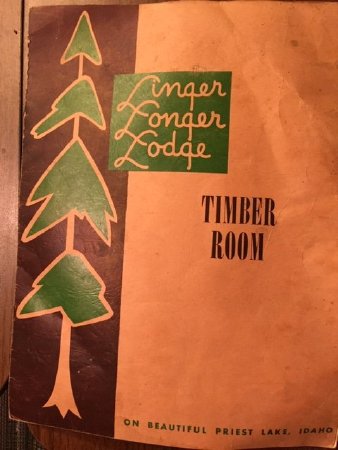 Linger
Longer
Lodge
TIMBER
ROOM
ON BEAUTIFUL PRIEST LAKE, IDAHO